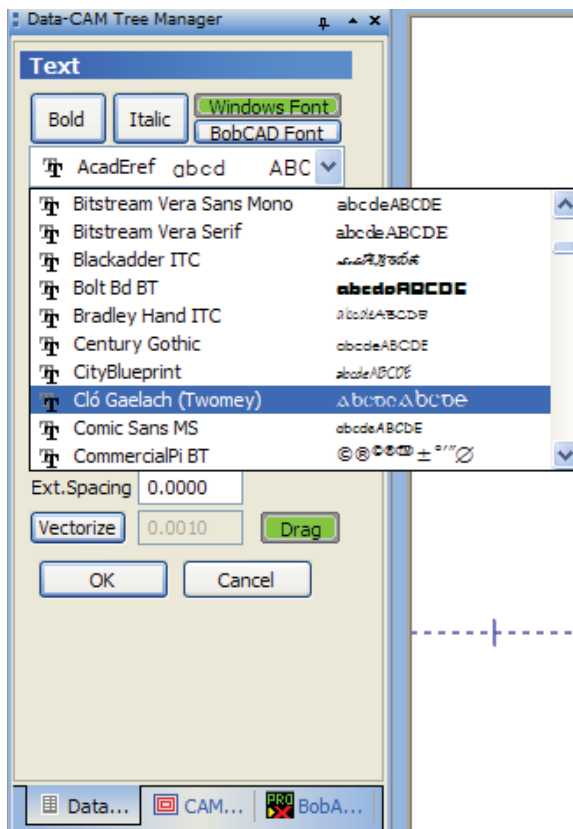 Data-CAM Tree Manager
Text
Bold Italic Windows Font
BobCAD Font
AcadEref abcd ABC
Bitstream Vera Sans Mono abcdeABCDE
Bitstream Vera Serif abcdeABCDE
Blackadder ITC
Bolt Bd BT abcdeABCDE
Bradley Hand ITC abcdeABCDE
Century Gothic abcdeABCDE
CityBlueprint abcdeABCDE
Cló Gaelach (Twomey) abcdeAbcde
Comic Sans MS abcdeABCDE
CommercialPi BT
Ext.Spacing 0.0000
Vectorize 0.0010 Drag
OK Cancel
Data... CAM... PRO BobA...